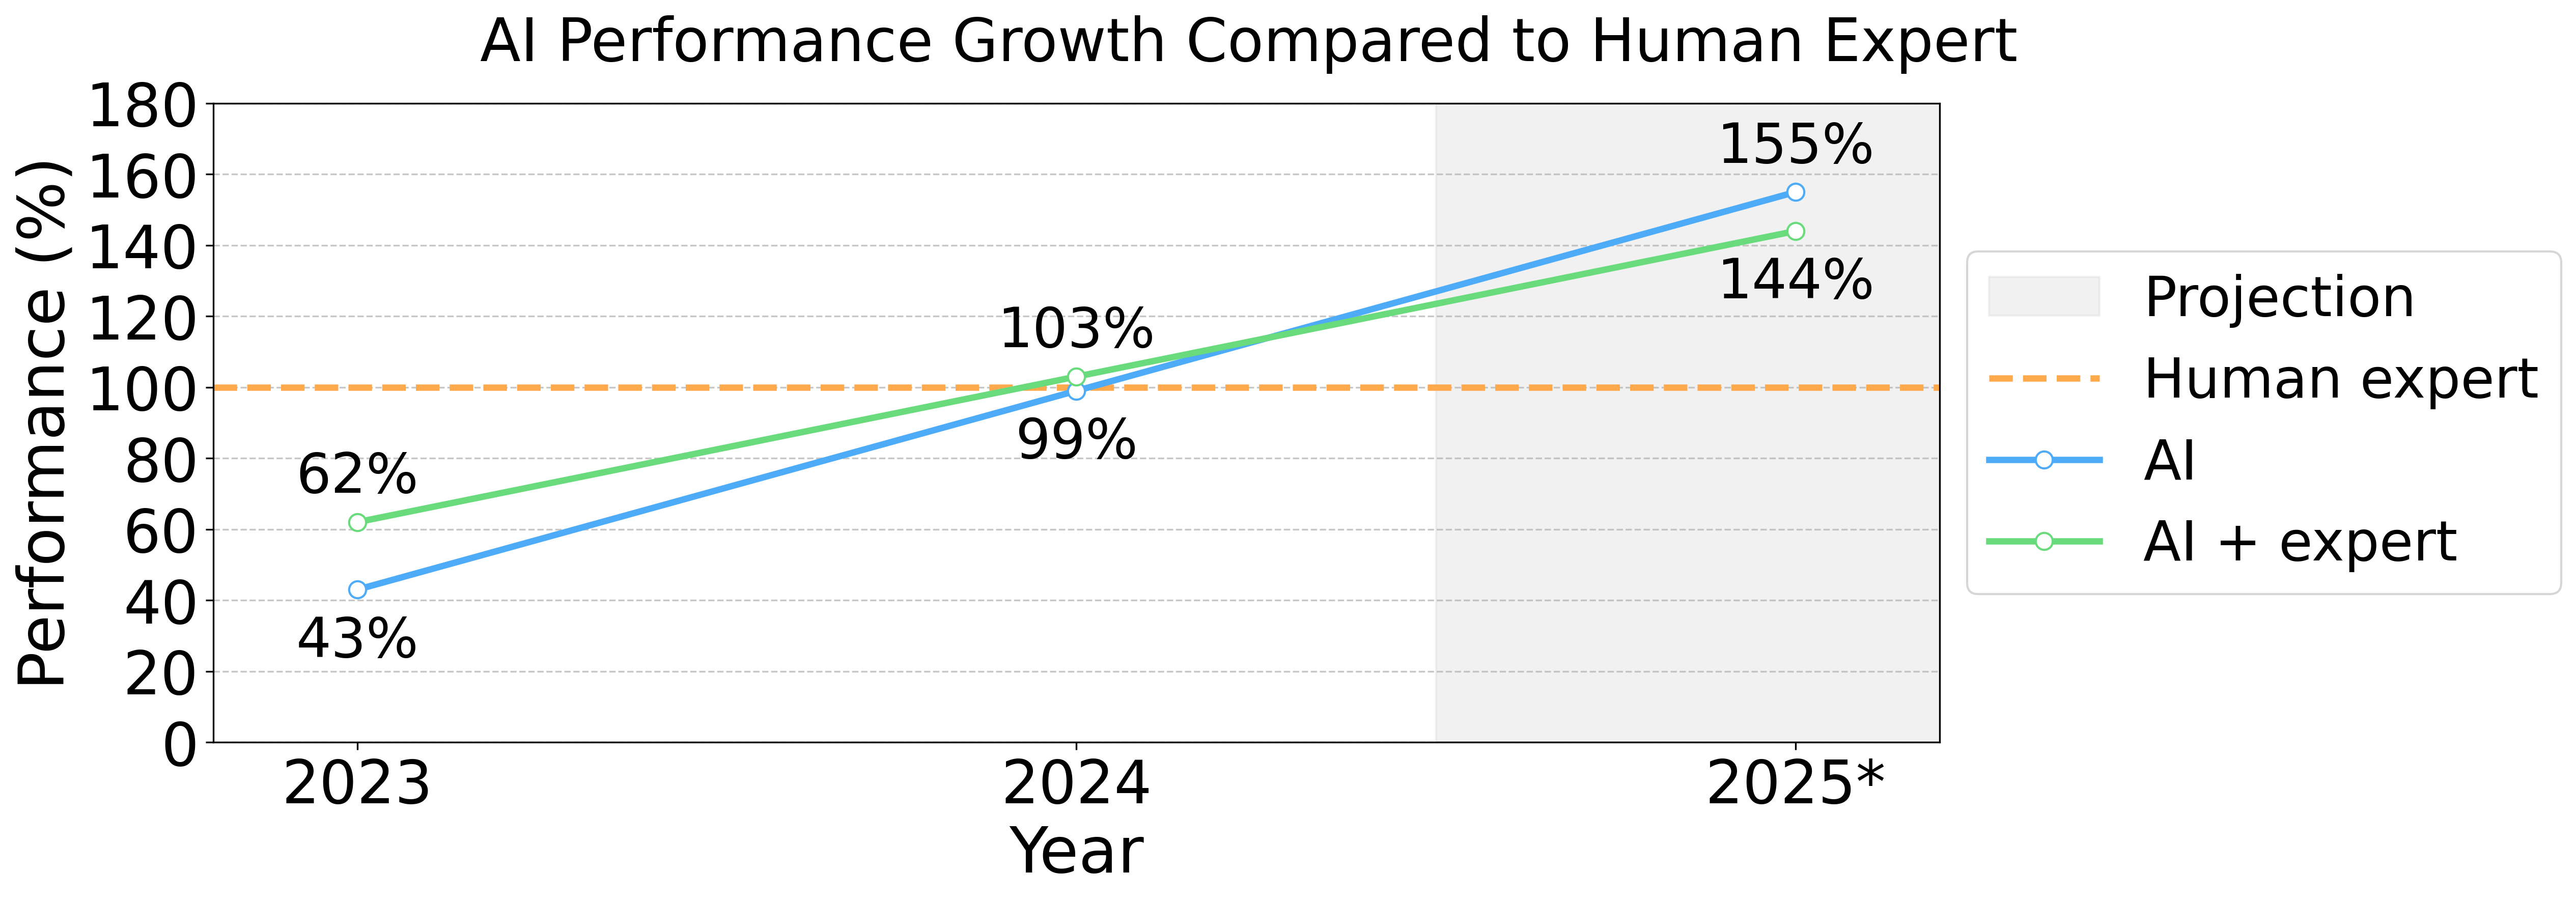 AI Performance Growth Compared to Human Expert
Performance (%)
180
160
140
120
100
80
60
40
20
0
155%
144%
103%
99%
62%
43%
2023
2024
2025*
Year
Projection
Human expert
AI
AI + expert